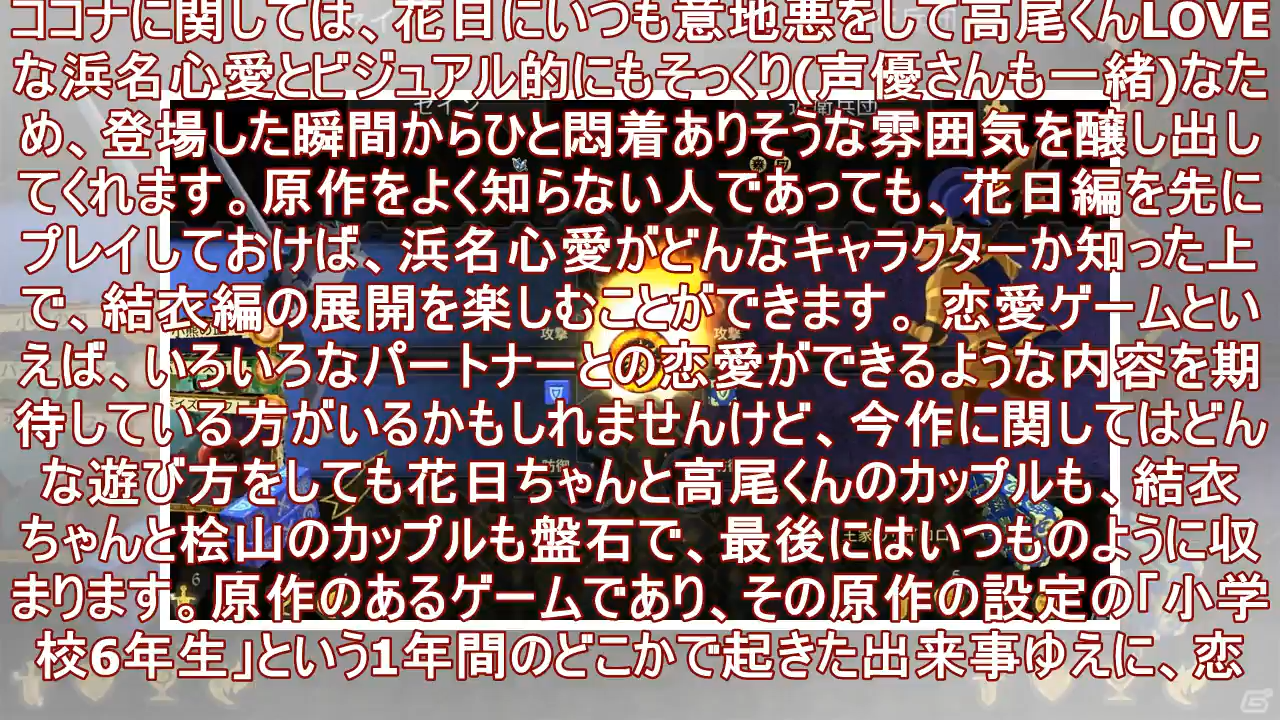 ココナに関しては、花日にいつも意地悪をして高尾くんLOVE
な浜名心愛とビジュアル的にもそっくり(声優さんも一緒)なた
め、登場した瞬間からひと悶着ありそうな雰囲気を醸し出し
てくれます。原作をよく知らない人であっても、花日編を先に
プレイしておけば、浜名心愛がどんなキャラクターか知った上
で、結衣編の展開を楽しむことができます。 恋愛ゲームとい
えば、いろいろなパートナーとの恋愛ができるような内容を期
待している方がいるかもしれませんけど、今作に関してはどん
な遊び方をしても花日ちゃんと高尾くんのカップルも、結衣
ちゃんと桧山のカップルも盤石で、最後にはいつものように収
まります。原作のあるゲームであり、その原作の設定の「小学
校6年生」という1年間のどこかで起きた出来事ゆえに、恋
攻撃
攻撃